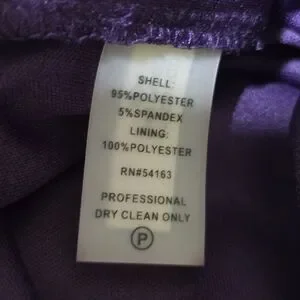 SHELL:
95%POLYESTER
5%SPANDEX
LINING:
100%POLYESTER
RN#54163
PROFESSIONAL
DRY CLEAN ONLY
P